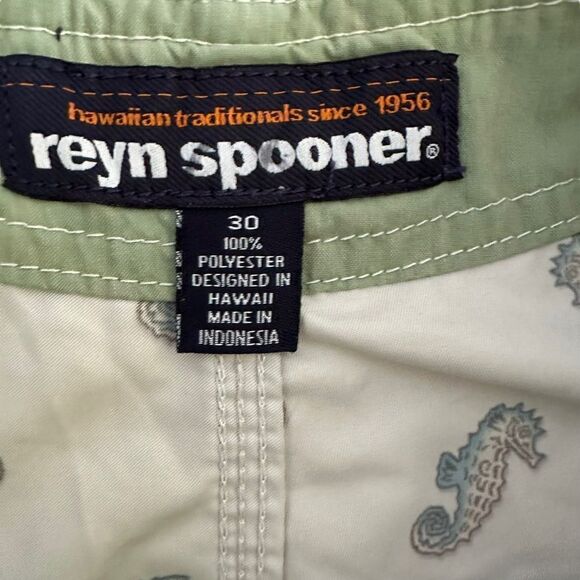 hawaiian traditionals since 1956
reyn spooner®
30
100%
POLYESTER
DESIGNED IN
HAWAII
MADE IN
INDONESIA